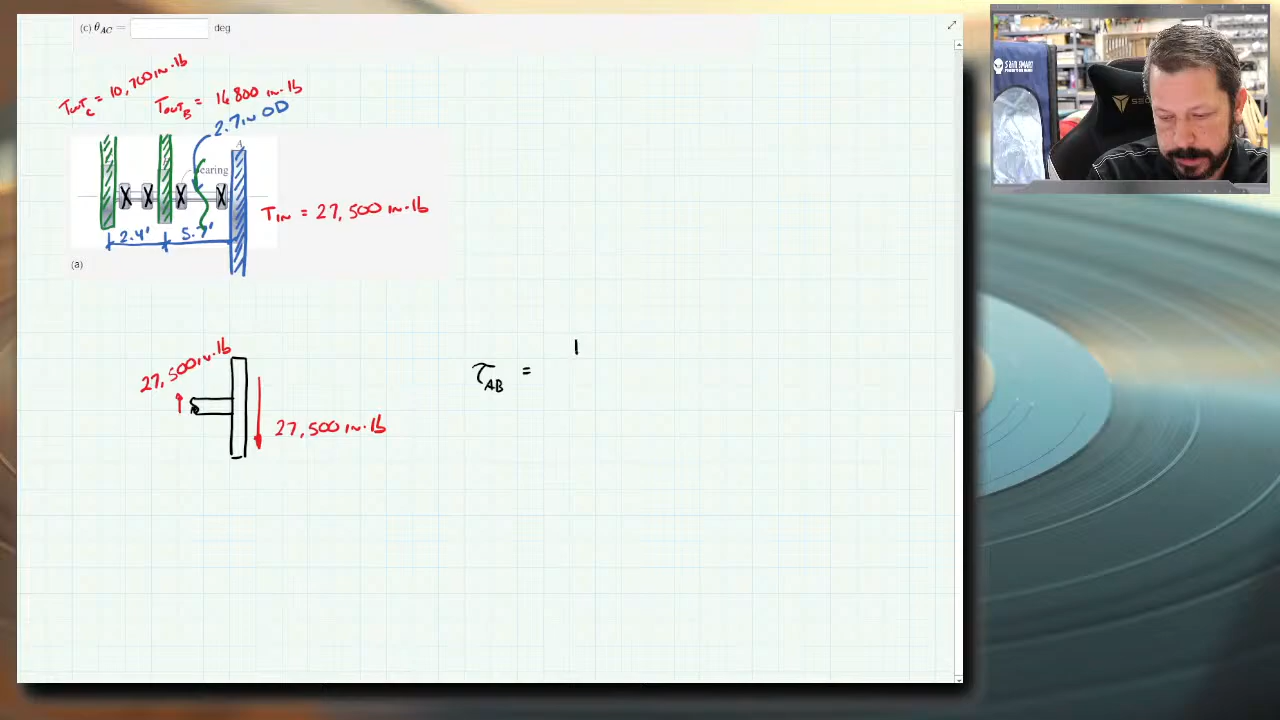 (c) θAC = deg
TOUTC = 10,700 in·lb
TOUTB = 16 800 in·lb
2.7 in OD
A
bearing
TIN = 27,500 in·lb
2.4' 5.7'
(a)
27,500 in·lb
27,500 in·lb
τAB =